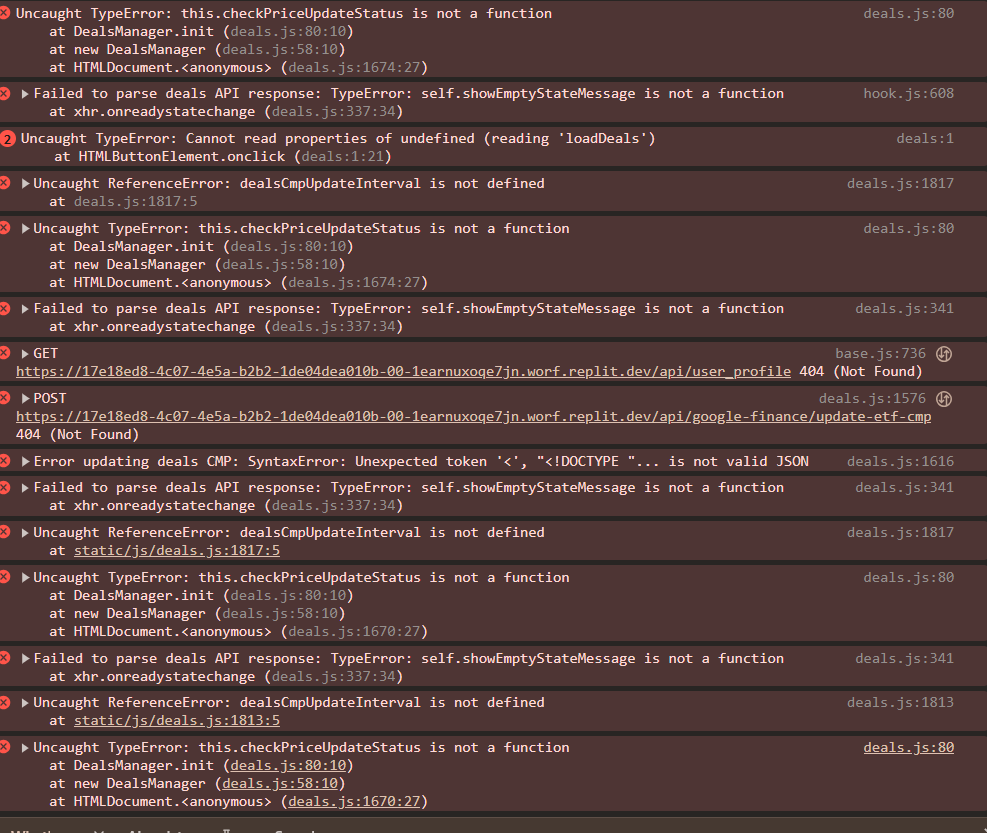 Uncaught TypeError: this.checkPriceUpdateStatus is not a function deals.js:80
at DealsManager.init (deals.js:80:10)
at new DealsManager (deals.js:58:10)
at HTMLDocument.<anonymous> (deals.js:1674:27)
Failed to parse deals API response: TypeError: self.showEmptyStateMessage is not a function hook.js:608
at xhr.onreadystatechange (deals.js:337:34)
2 Uncaught TypeError: Cannot read properties of undefined (reading 'loadDeals') deals:1
at HTMLButtonElement.onclick (deals:1:21)
Uncaught ReferenceError: dealsCmpUpdateInterval is not defined deals.js:1817
at deals.js:1817:5
Uncaught TypeError: this.checkPriceUpdateStatus is not a function deals.js:80
at DealsManager.init (deals.js:80:10)
at new DealsManager (deals.js:58:10)
at HTMLDocument.<anonymous> (deals.js:1674:27)
Failed to parse deals API response: TypeError: self.showEmptyStateMessage is not a function deals.js:341
at xhr.onreadystatechange (deals.js:337:34)
GET base.js:736
https://17e18ed8-4c07-4e5a-b2b2-1de04dea010b-00-1earnuxoqe7jn.worf.replit.dev/api/user_profile 404 (Not Found)
POST deals.js:1576
https://17e18ed8-4c07-4e5a-b2b2-1de04dea010b-00-1earnuxoqe7jn.worf.replit.dev/api/google-finance/update-etf-cmp
404 (Not Found)
Error updating deals CMP: SyntaxError: Unexpected token '<', "<!DOCTYPE "... is not valid JSON deals.js:1616
Failed to parse deals API response: TypeError: self.showEmptyStateMessage is not a function deals.js:341
at xhr.onreadystatechange (deals.js:337:34)
Uncaught ReferenceError: dealsCmpUpdateInterval is not defined deals.js:1817
at static/js/deals.js:1817:5
Uncaught TypeError: this.checkPriceUpdateStatus is not a function deals.js:80
at DealsManager.init (deals.js:80:10)
at new DealsManager (deals.js:58:10)
at HTMLDocument.<anonymous> (deals.js:1670:27)
Failed to parse deals API response: TypeError: self.showEmptyStateMessage is not a function deals.js:341
at xhr.onreadystatechange (deals.js:337:34)
Uncaught ReferenceError: dealsCmpUpdateInterval is not defined deals.js:1813
at static/js/deals.js:1813:5
Uncaught TypeError: this.checkPriceUpdateStatus is not a function deals.js:80
at DealsManager.init (deals.js:80:10)
at new DealsManager (deals.js:58:10)
at HTMLDocument.<anonymous> (deals.js:1670:27)